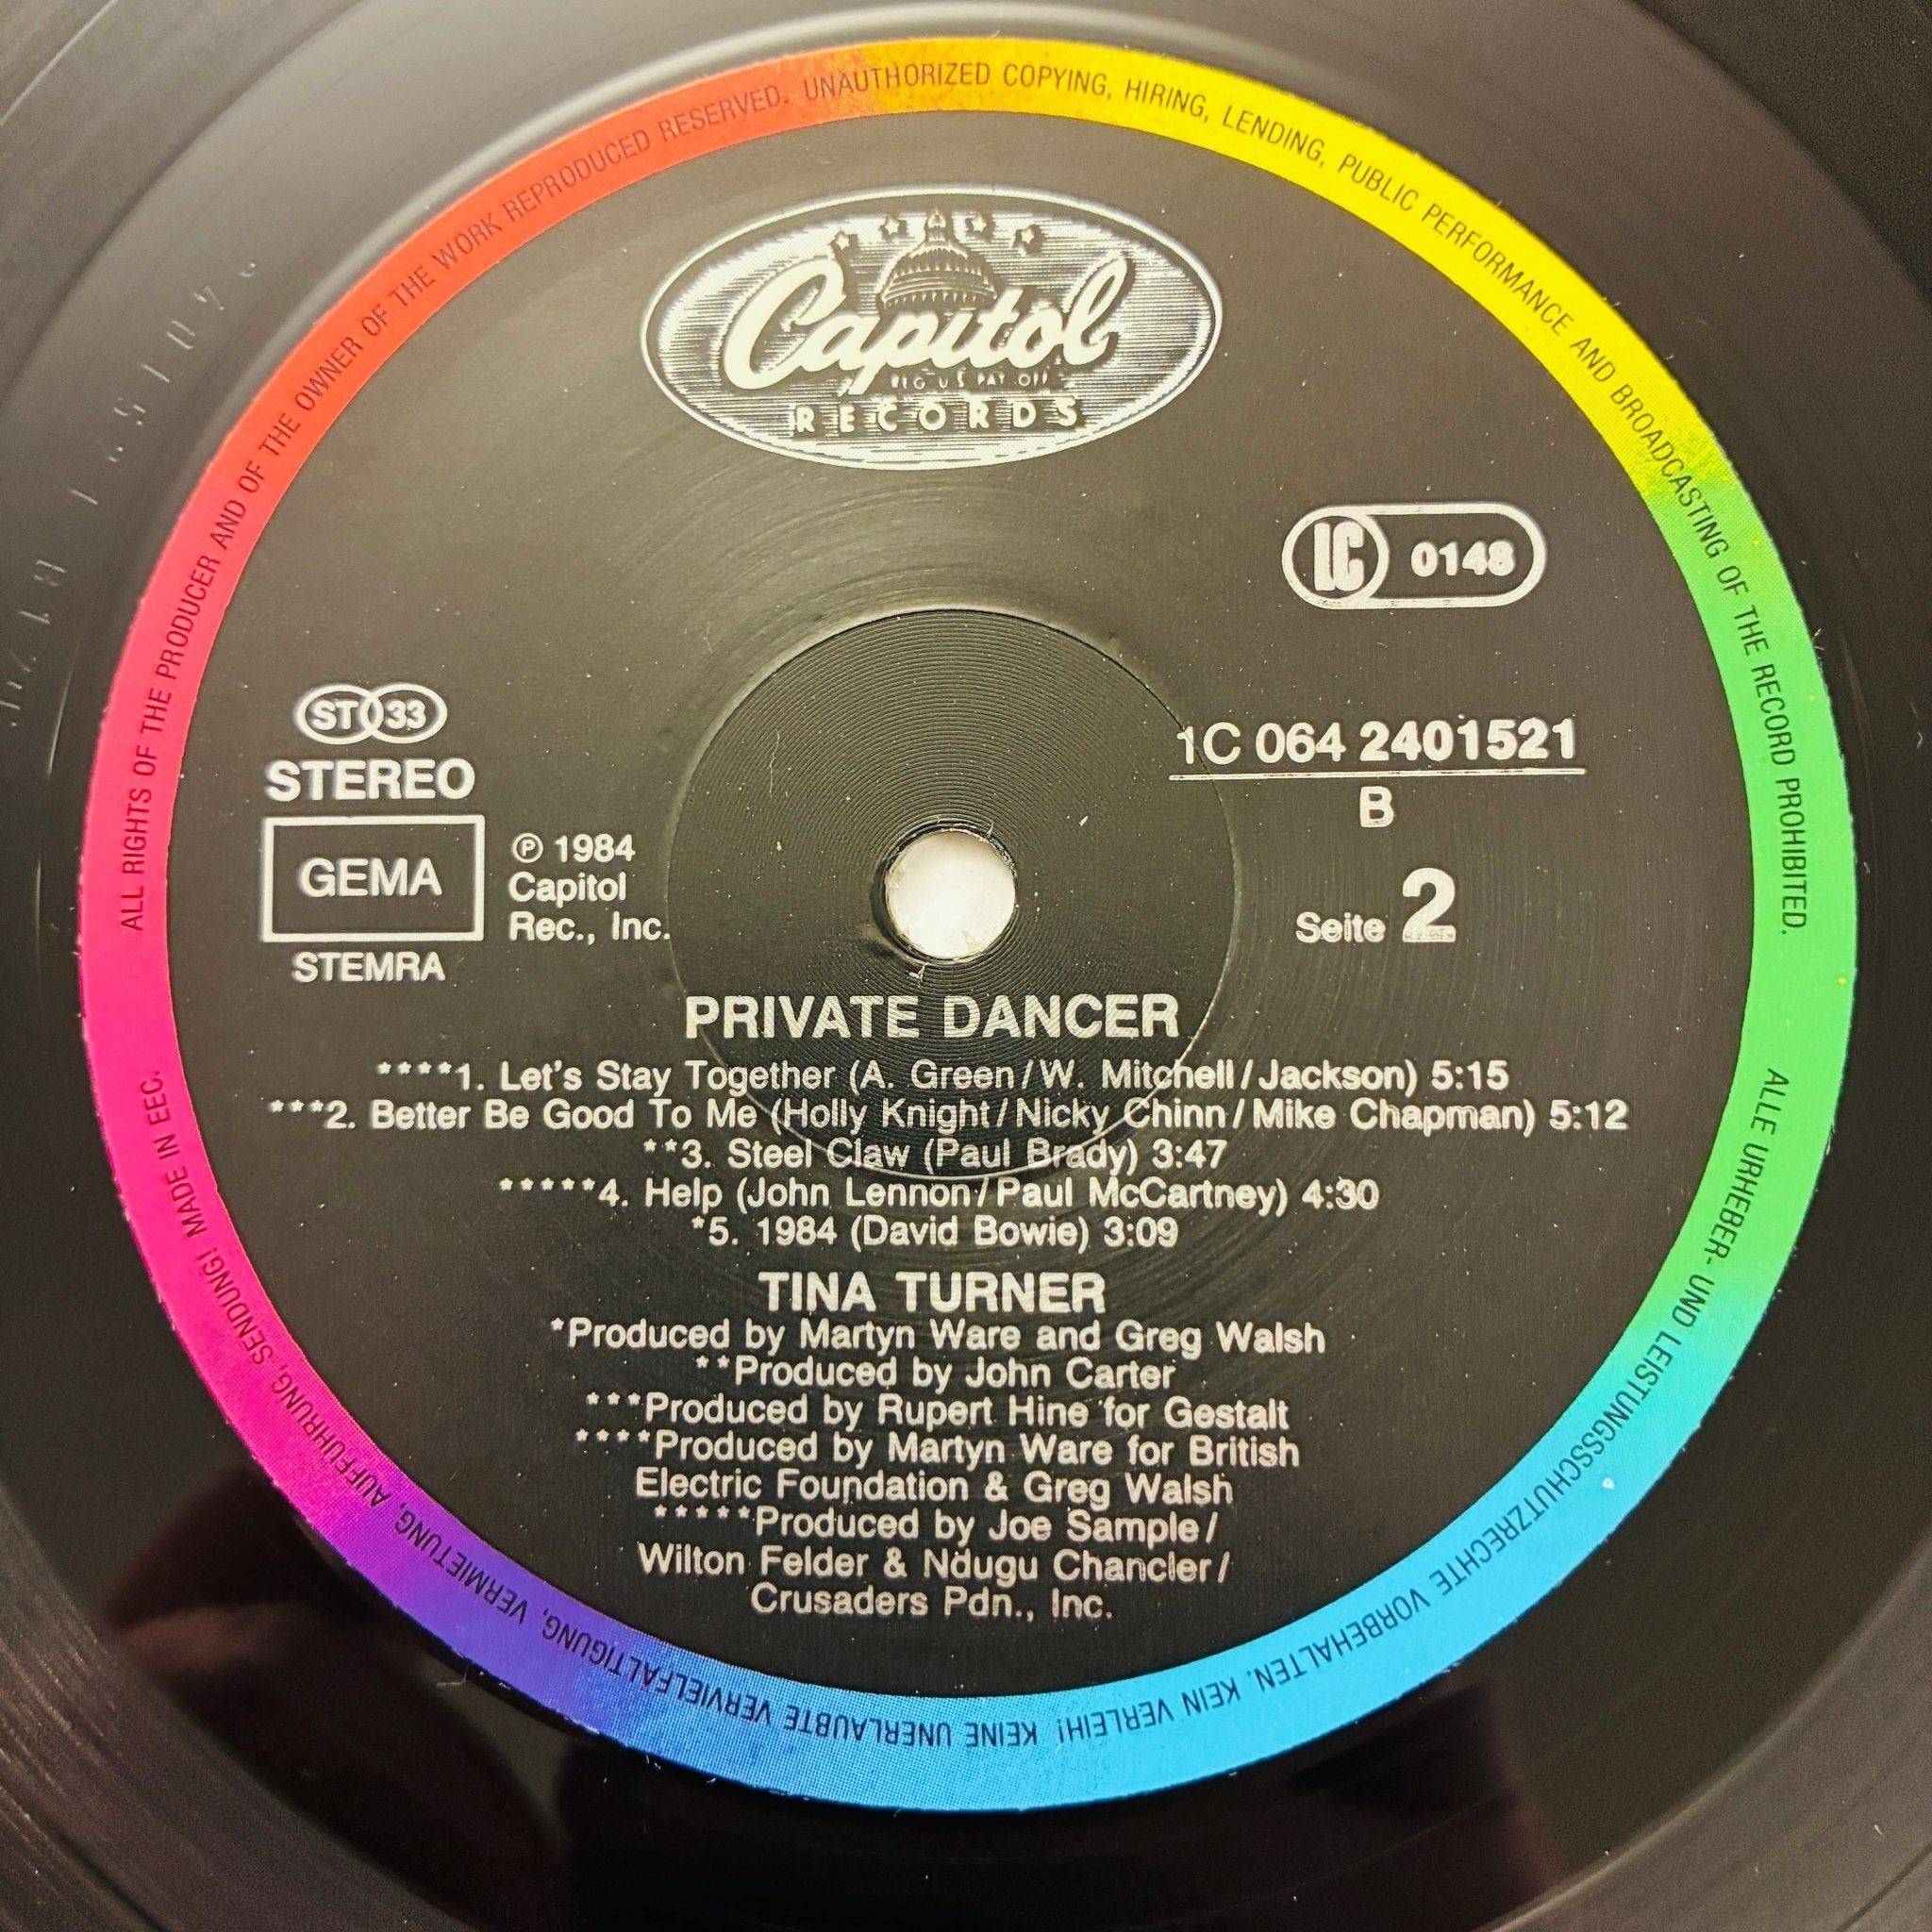 ALL RIGHTS OF THE PRODUCER AND OF THE OWNER OF THE WORK REPRODUCED RESERVED. UNAUTHORIZED COPYING, HIRING, LENDING, PUBLIC PERFORMANCE AND BROADCASTING OF THE RECORD PROHIBITED.
Capitol
REG. U.S. PAT. OFF.
RECORDS
LC 0148
ST 33
STEREO
GEMA
STEMRA
℗ 1984
Capitol
Rec., Inc.
1C 064 2401521
B
Seite 2
PRIVATE DANCER
****1. Let's Stay Together (A. Green/W. Mitchell/Jackson) 5:15
***2. Better Be Good To Me (Holly Knight/Nicky Chinn/Mike Chapman) 5:12
**3. Steel Claw (Paul Brady) 3:47
*****4. Help (John Lennon/Paul McCartney) 4:30
*5. 1984 (David Bowie) 3:09
TINA TURNER
*Produced by Martyn Ware and Greg Walsh
**Produced by John Carter
***Produced by Rupert Hine for Gestalt
****Produced by Martyn Ware for British
Electric Foundation & Greg Walsh
*****Produced by Joe Sample/
Wilton Felder & Ndugu Chancler/
Crusaders Pdn., Inc.
ALLE URHEBER- UND LEISTUNGSSCHUTZRECHTE VORBEHALTEN. KEIN VERLEIH! KEINE UNERLAUBTE VERVIELFÄLTIGUNG, VERMIETUNG, AUFFÜHRUNG, SENDUNG! MADE IN EEC.